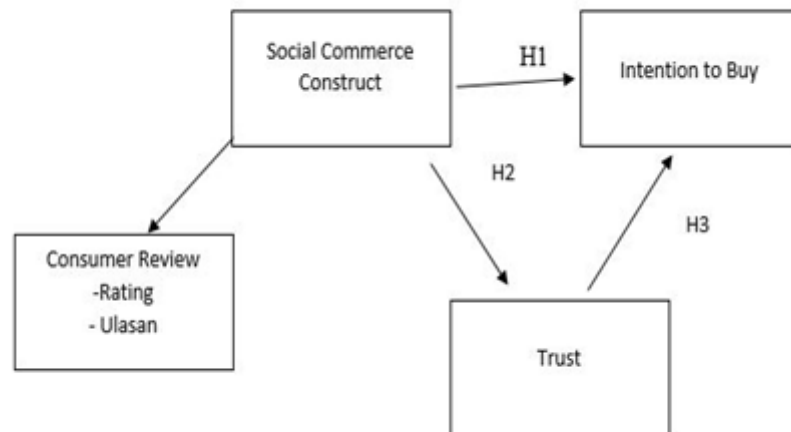 Social Commerce
Construct
H1
Intention to Buy
H2
H3
Consumer Review
-Rating
- Ulasan
Trust